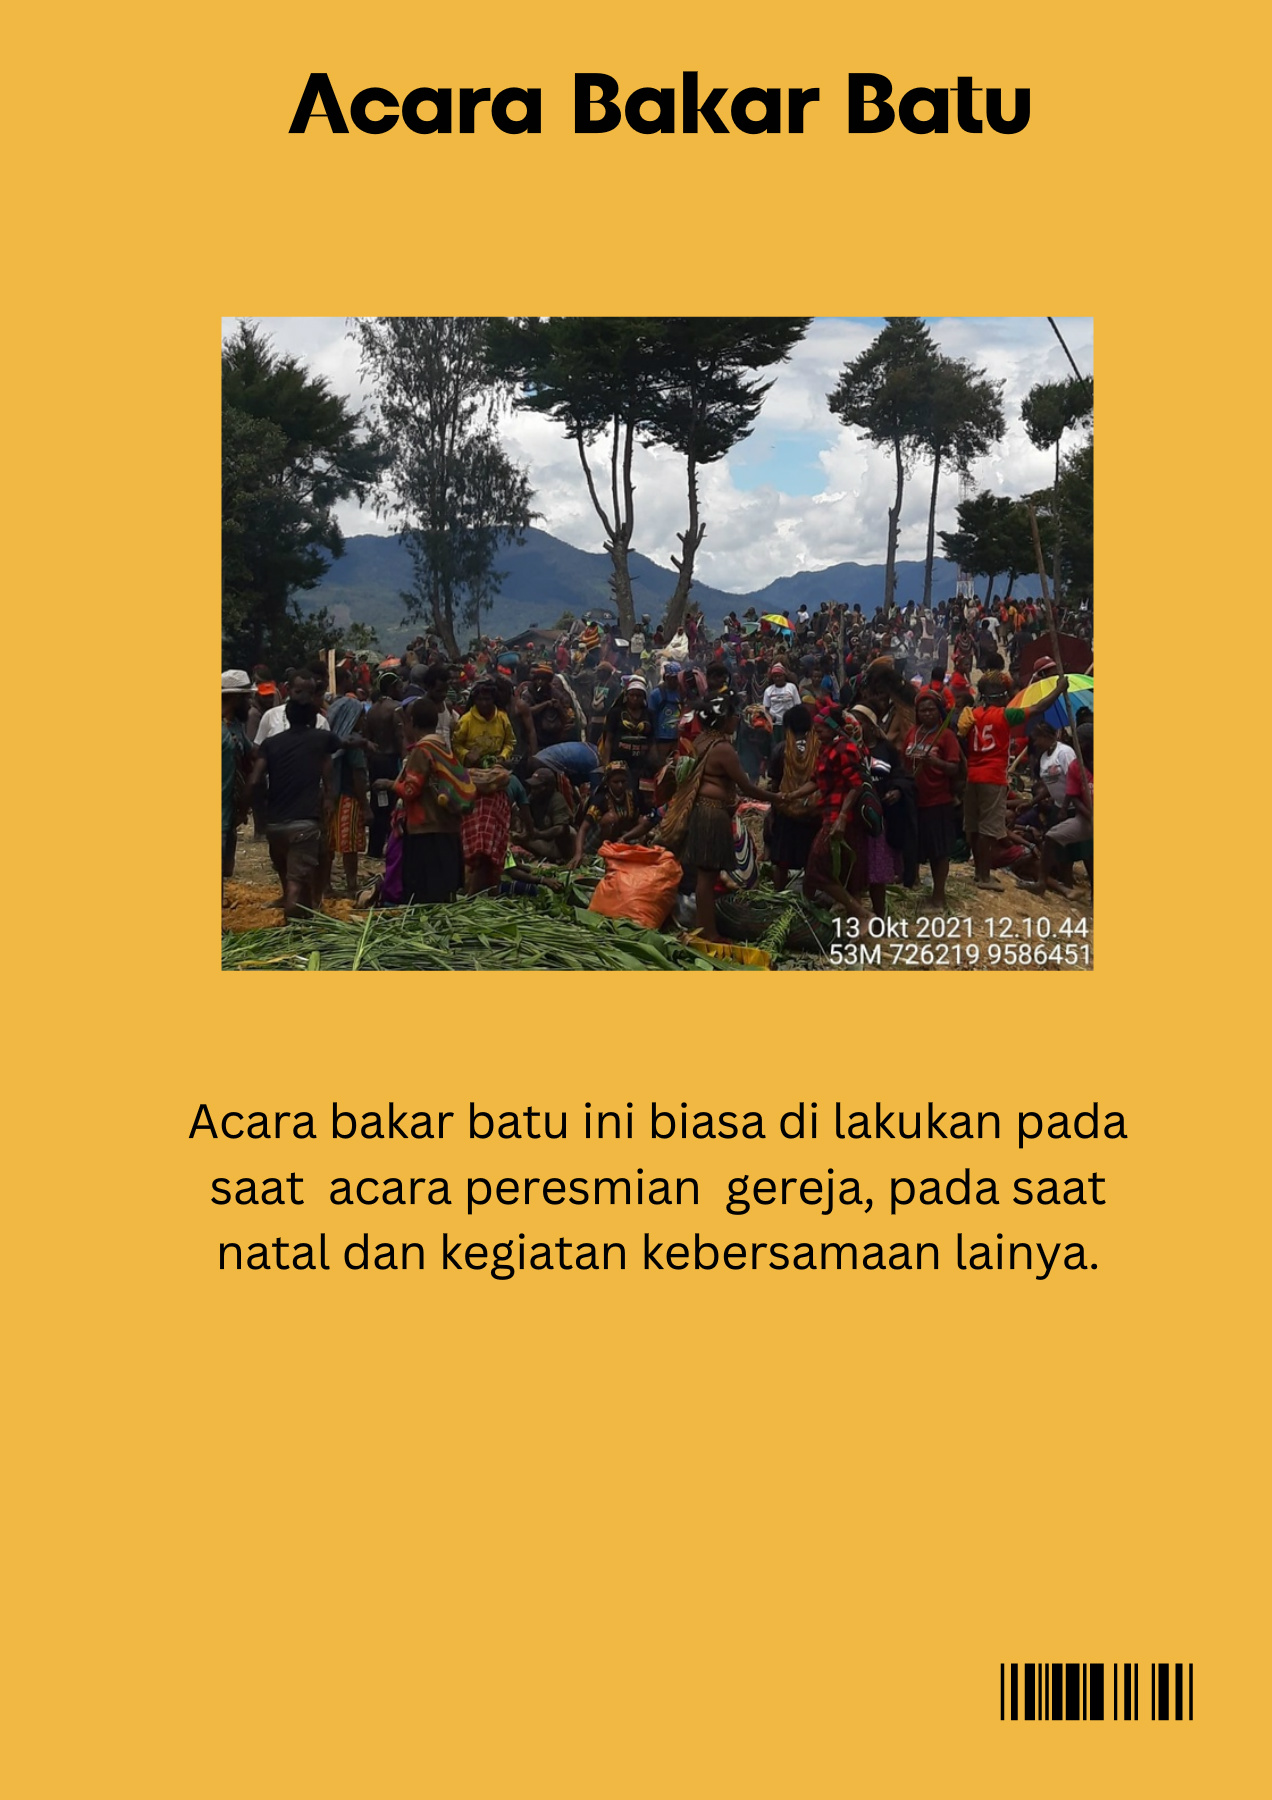 Acara Bakar Batu
15
13 Okt 2021 12.10.44
53M 726219 9586451
Acara bakar batu ini biasa di lakukan pada
saat  acara peresmian  gereja, pada saat
natal dan kegiatan kebersamaan lainya.